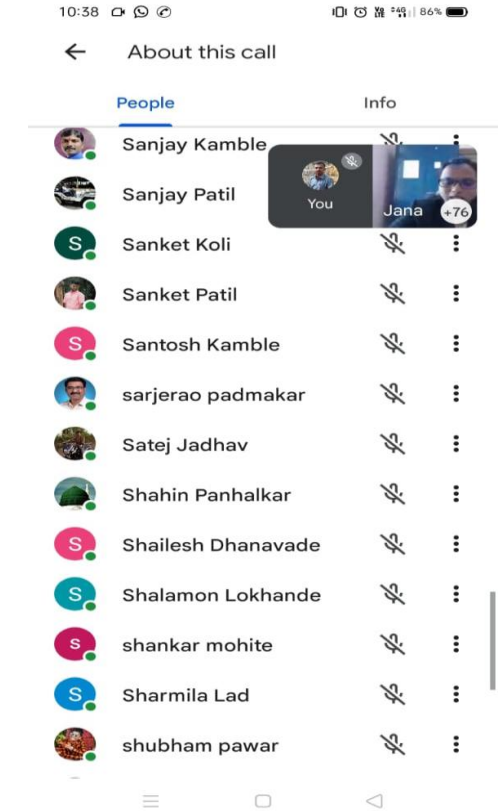 10:38 4G 86%
About this call
People Info
Sanjay Kamble
Sanjay Patil
You Jana +76
S Sanket Koli
Sanket Patil
S Santosh Kamble
sarjerao padmakar
Satej Jadhav
Shahin Panhalkar
S Shailesh Dhanavade
S Shalamon Lokhande
s shankar mohite
S Sharmila Lad
shubham pawar